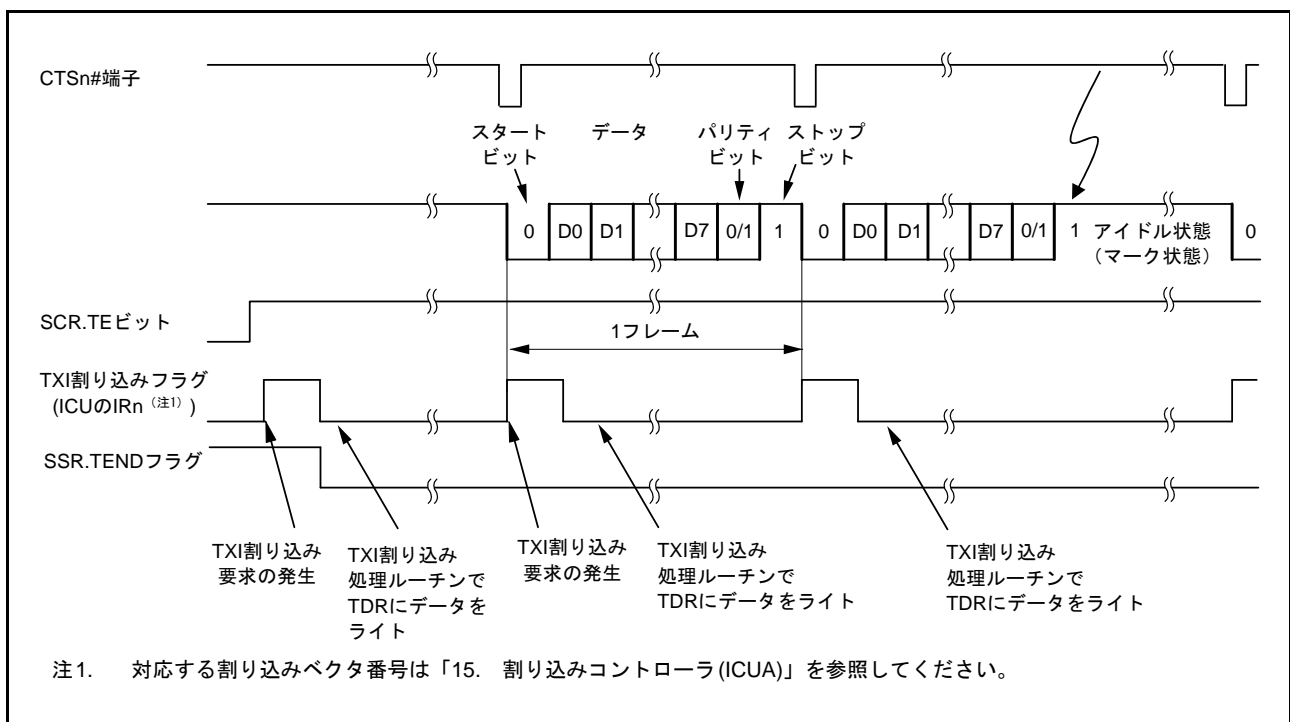 CTSn#端子
スタート
ビット
データ
パリティ
ビット
ストップ
ビット
0 D0 D1 D7 0/1 1 0 D0 D1 D7 0/1 1 アイドル状態
（マーク状態）
0
SCR.TEビット
1フレーム
TXI割り込みフラグ
(ICUのIRn（注1）)
SSR.TENDフラグ
TXI割り込み
要求の発生
TXI割り込み
処理ルーチンで
TDRにデータを
ライト
TXI割り込み
要求の発生
TXI割り込み
処理ルーチンで
TDRにデータをライト
TXI割り込み
処理ルーチンで
TDRにデータをライト
注1. 対応する割り込みベクタ番号は「15. 割り込みコントローラ(ICUA)」を参照してください。